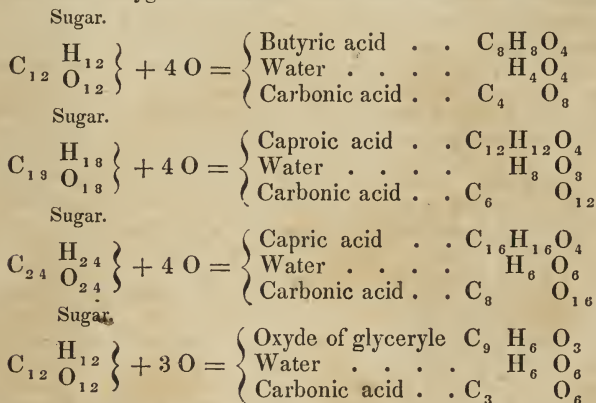 Sugar.
C₁₂ H₁₂ O₁₂ } + 4 O = { Butyric acid . . C₈H₈O₄
Water . . . . H₄O₄
Carbonic acid . . C₄ O₈
Sugar.
C₁₈ H₁₈ O₁₈ } + 4 O = { Caproic acid . . C₁₂H₁₂O₄
Water . . . . H₈ O₈
Carbonic acid . . C₆ O₁₂
Sugar.
C₂₄ H₂₄ O₂₄ } + 4 O = { Capric acid . . C₁₆H₁₆O₄
Water . . . . H₆ O₆
Carbonic acid . . C₈ O₁₆
Sugar.
C₁₂ H₁₂ O₁₂ } + 3 O = { Oxyde of glyceryle C₉ H₆ O₃
Water . . . . H₆ O₆
Carbonic acid . . C₃ O₆